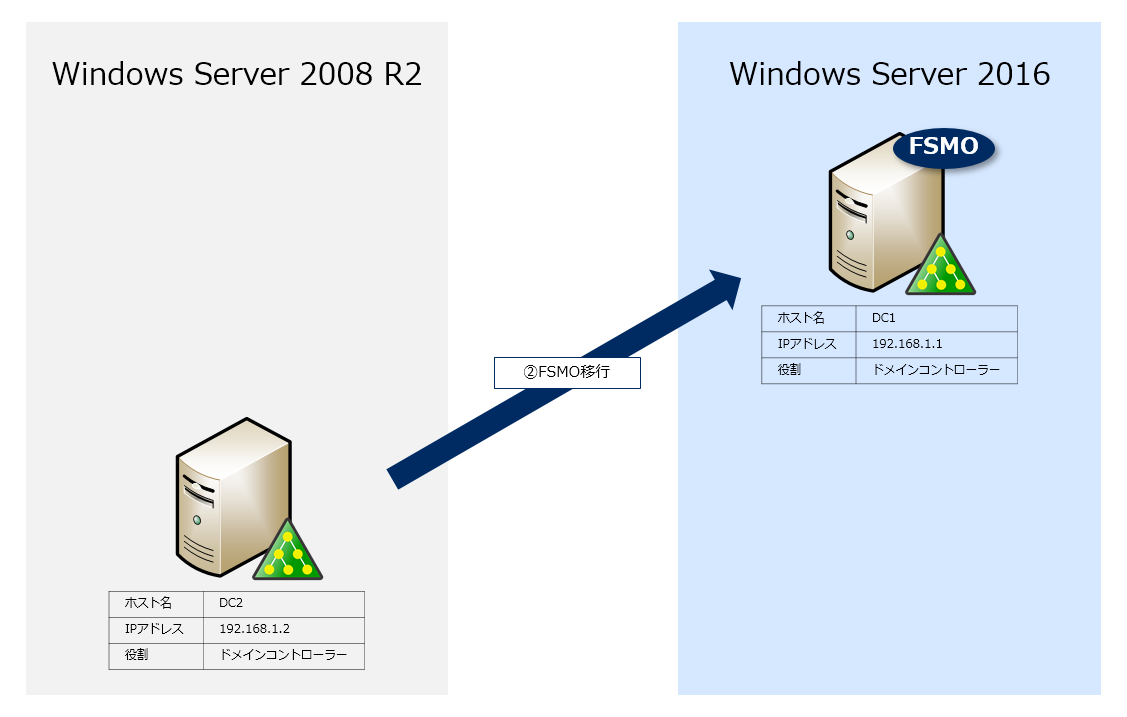 Windows Server 2008 R2
Windows Server 2016
FSMO
ホスト名 DC1
IPアドレス 192.168.1.1
役割 ドメインコントローラー
②FSMO移行
ホスト名 DC2
IPアドレス 192.168.1.2
役割 ドメインコントローラー